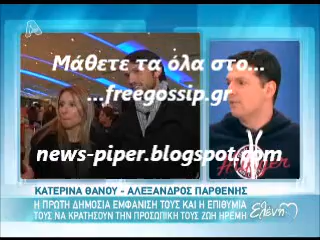 Μάθετε τα όλα στο...
...freegossip.gr
news-piper.blogspot.com
ΚΑΤΕΡΙΝΑ ΘΑΝΟΥ - ΑΛΕΞΑΝΔΡΟΣ ΠΑΡΘΕΝΗΣ
Η ΠΡΩΤΗ ΔΗΜΟΣΙΑ ΕΜΦΑΝΙΣΗ ΤΟΥΣ ΚΑΙ Η ΕΠΙΘΥΜΙΑ
ΤΟΥΣ ΝΑ ΚΡΑΤΗΣΟΥΝ ΤΗΝ ΠΡΟΣΩΠΙΚΗ ΤΟΥΣ ΖΩΗ ΗΡΕΜΗ
Ελένη